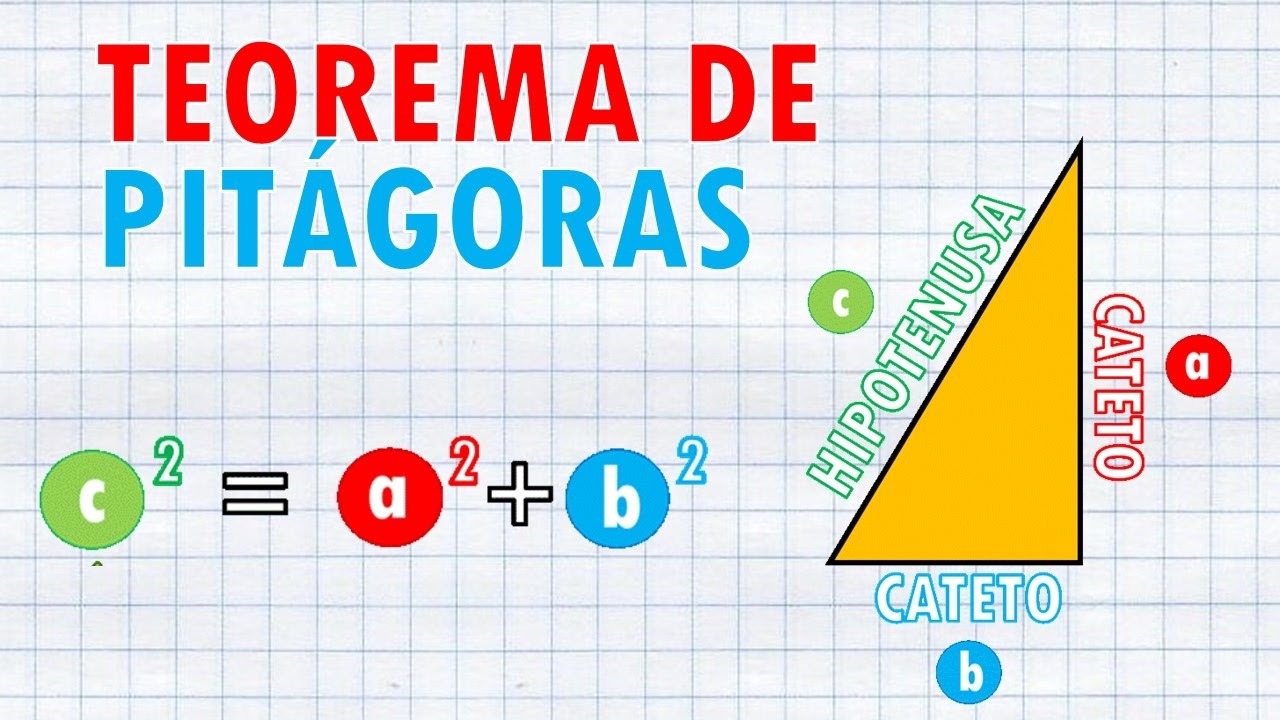 TEOREMA DE
PITÁGORAS
c² = a² + b²
HIPOTENUSA
c
CATETO
a
CATETO
b